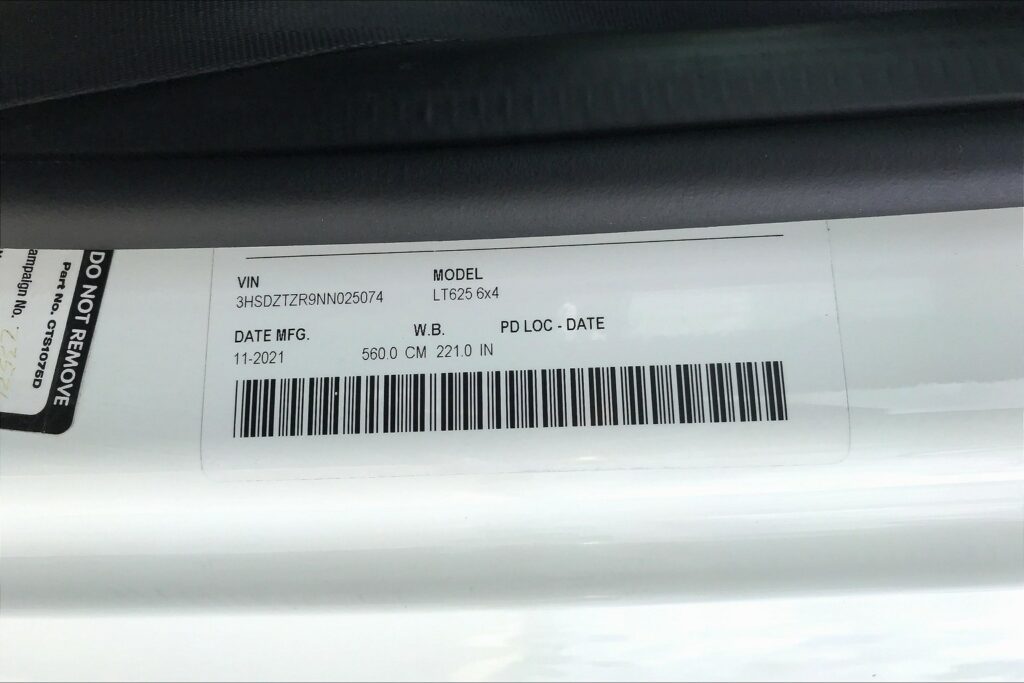 VIN
3HSDZTZR9NN025074
MODEL
LT625 6x4
DATE MFG.
11-2021
W.B.
560.0 CM 221.0 IN
PD LOC - DATE
DO NOT REMOVE
Part No. CTS1075D
ampaign No.